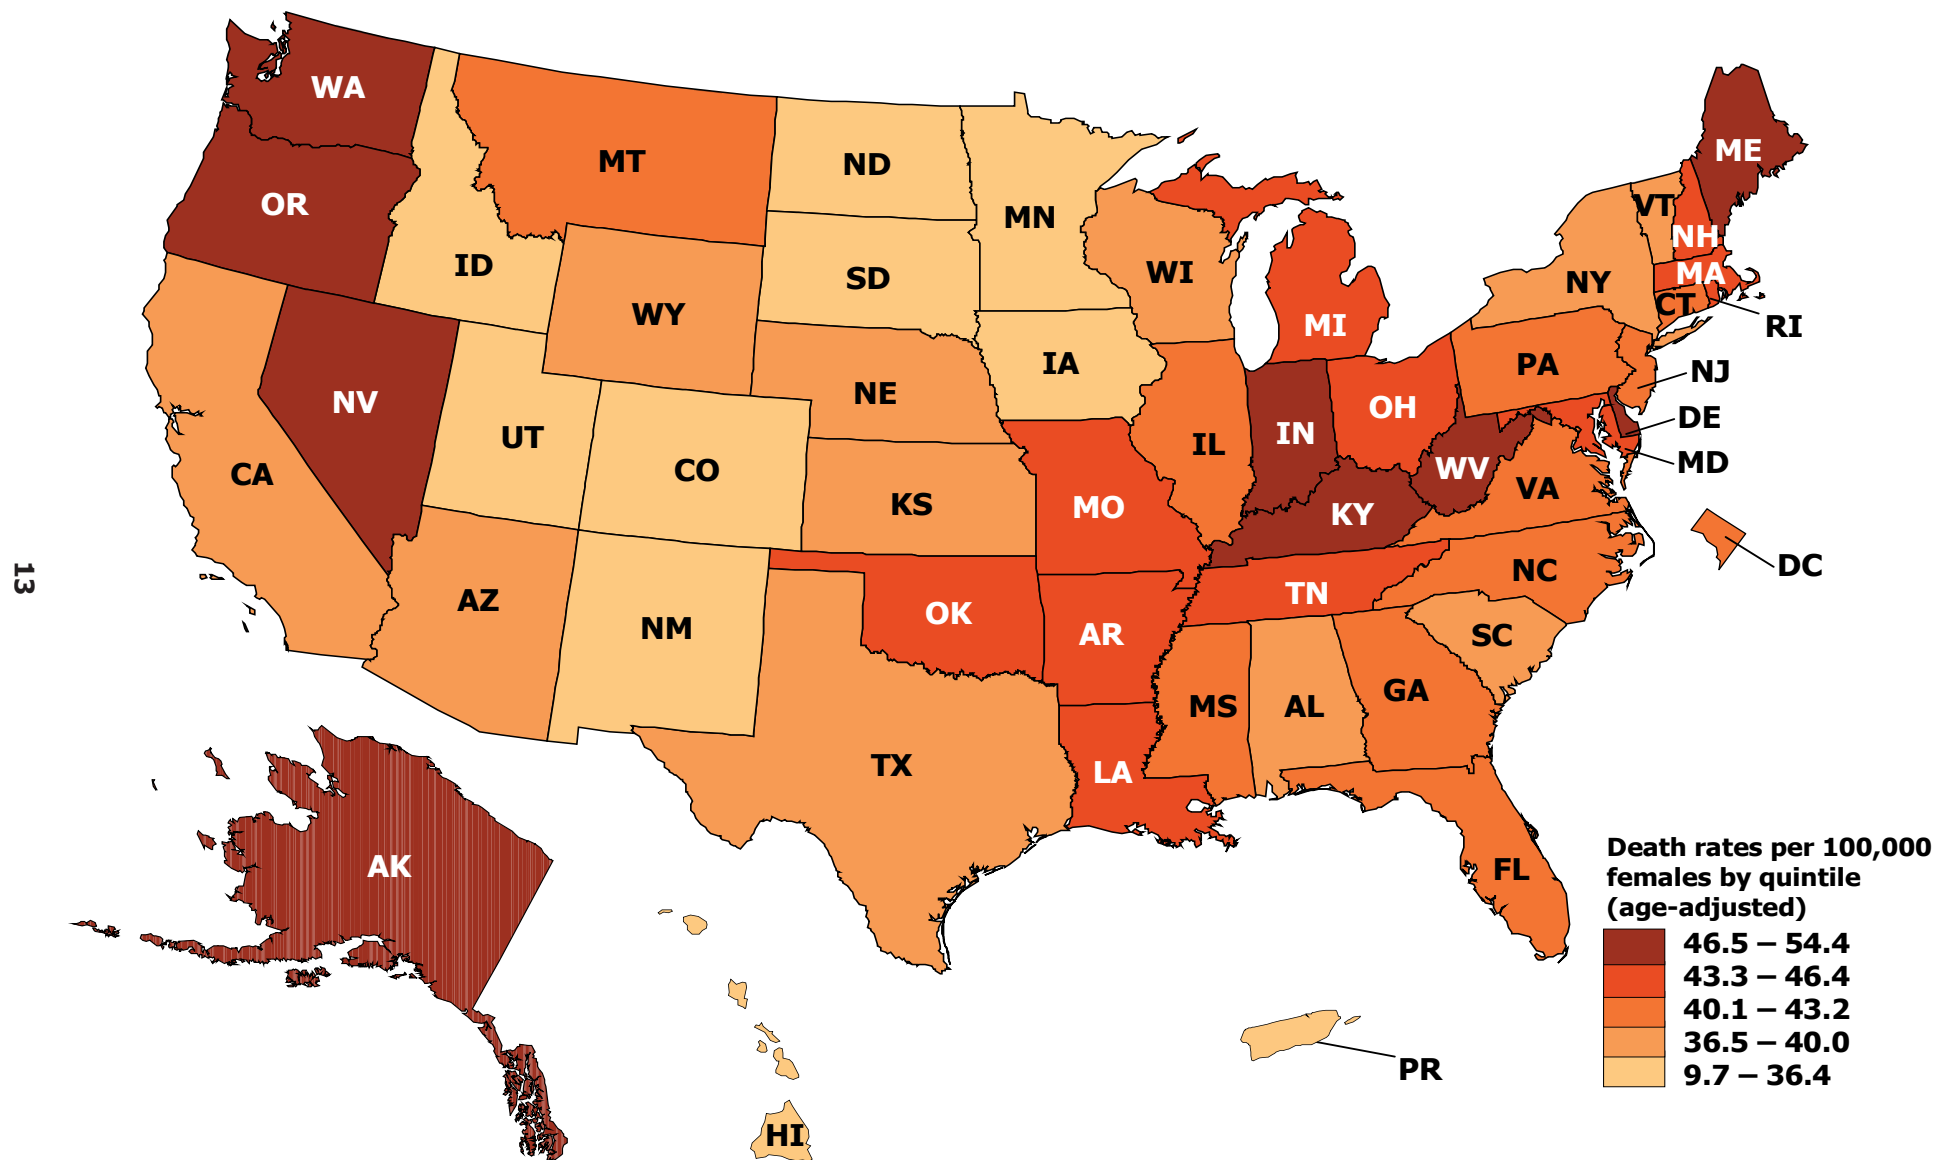 WA
ME
MT
ND
OR
VT
MN
NH
ID
WI
MA
SD
NY
CT
WY
MI
RI
IA
PA
NJ
NE
NV
OH
DE
UT
IN
IL
CO
WV
MD
CA
VA
KS
MO
KY
DC
NC
13
AZ
TN
OK
NM
AR
SC
GA
MS
AL
TX
LA
AK
FL
Death rates per 100,000
females by quintile
(age-adjusted)
46.5 – 54.4
43.3 – 46.4
40.1 – 43.2
36.5 – 40.0
9.7 – 36.4
PR
HI